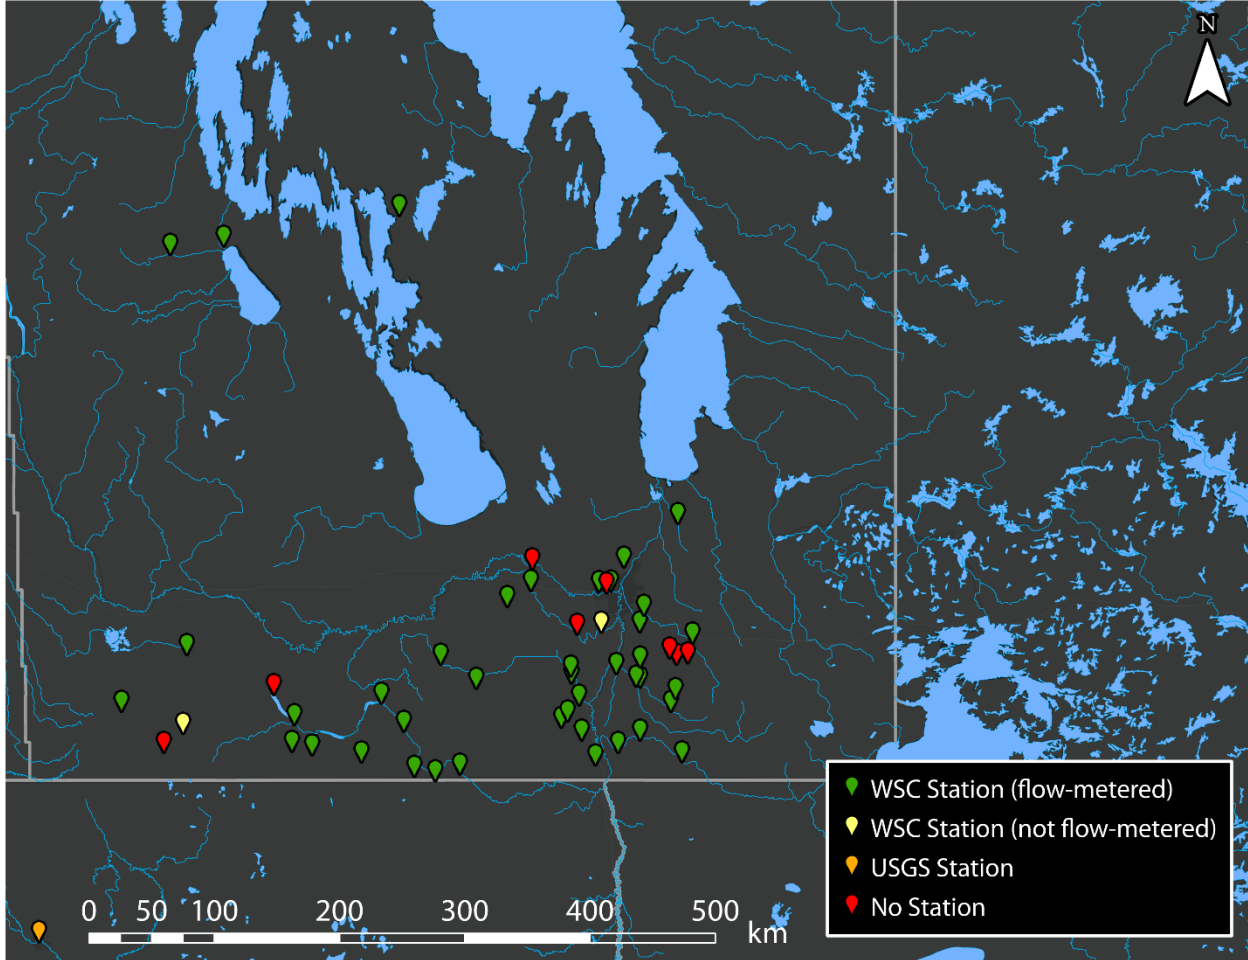 N
WSC Station (flow-metered)
WSC Station (not flow-metered)
USGS Station
No Station
0 50 100 200 300 400 500
km